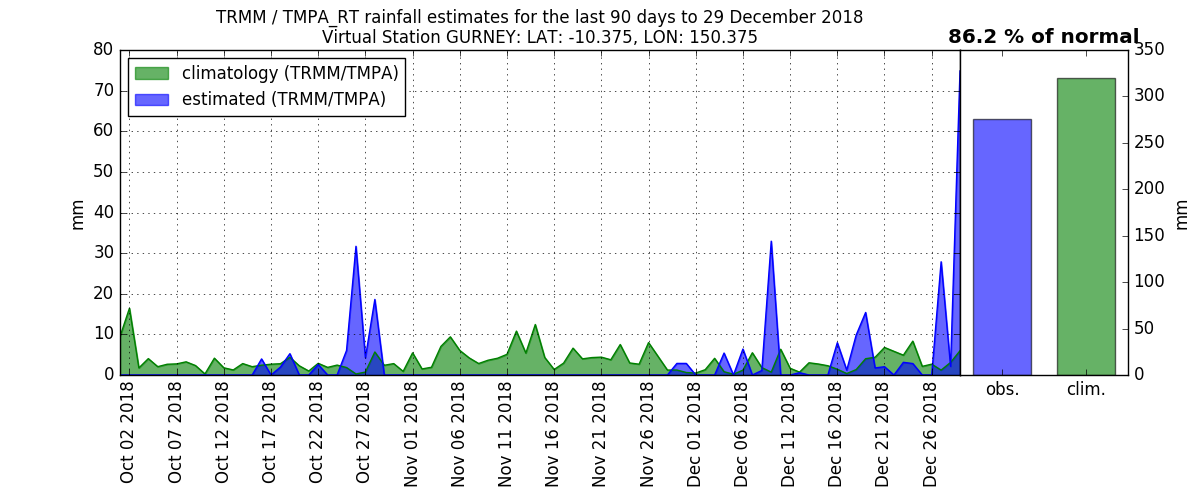 TRMM / TMPA_RT rainfall estimates for the last 90 days to 29 December 2018
Virtual Station GURNEY: LAT: -10.375, LON: 150.375
86.2 % of normal
climatology (TRMM/TMPA)
estimated (TRMM/TMPA)
mm
80
70
60
50
40
30
20
10
0
Oct 02 2018
Oct 07 2018
Oct 12 2018
Oct 17 2018
Oct 22 2018
Oct 27 2018
Nov 01 2018
Nov 06 2018
Nov 11 2018
Nov 16 2018
Nov 21 2018
Nov 26 2018
Dec 01 2018
Dec 06 2018
Dec 11 2018
Dec 16 2018
Dec 21 2018
Dec 26 2018
obs.
clim.
350
300
250
200
150
100
50
0
mm